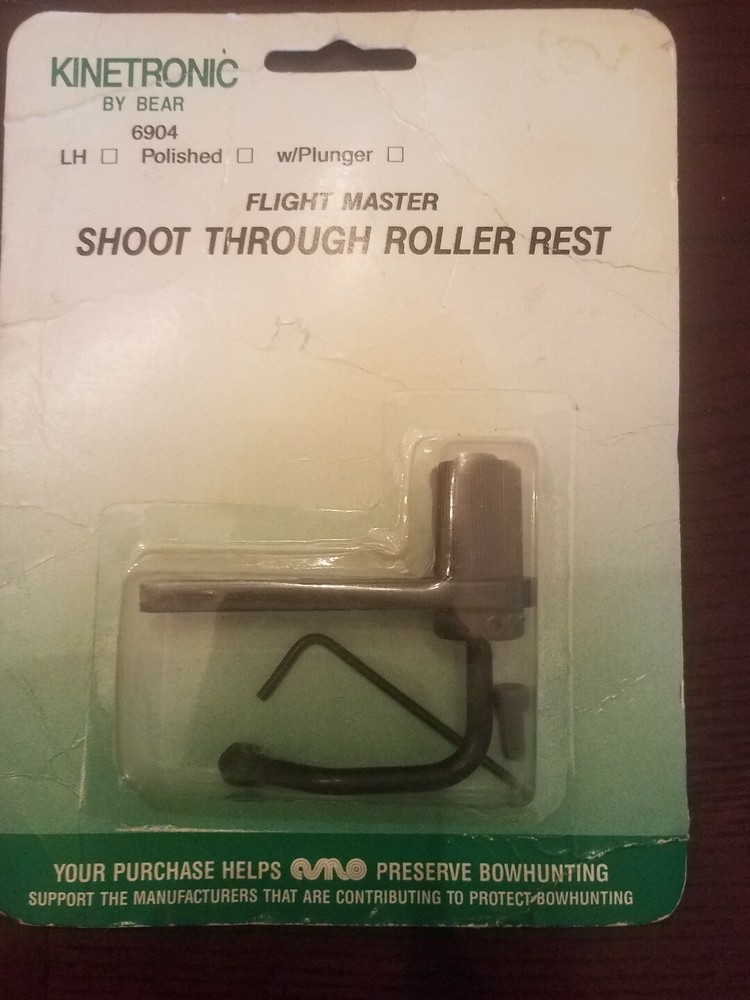 KINETRONIC
BY BEAR
6904
LH □ Polished □ w/Plunger □
FLIGHT MASTER
SHOOT THROUGH ROLLER REST
YOUR PURCHASE HELPS AMO PRESERVE BOWHUNTING
SUPPORT THE MANUFACTURERS THAT ARE CONTRIBUTING TO PROTECT BOWHUNTING